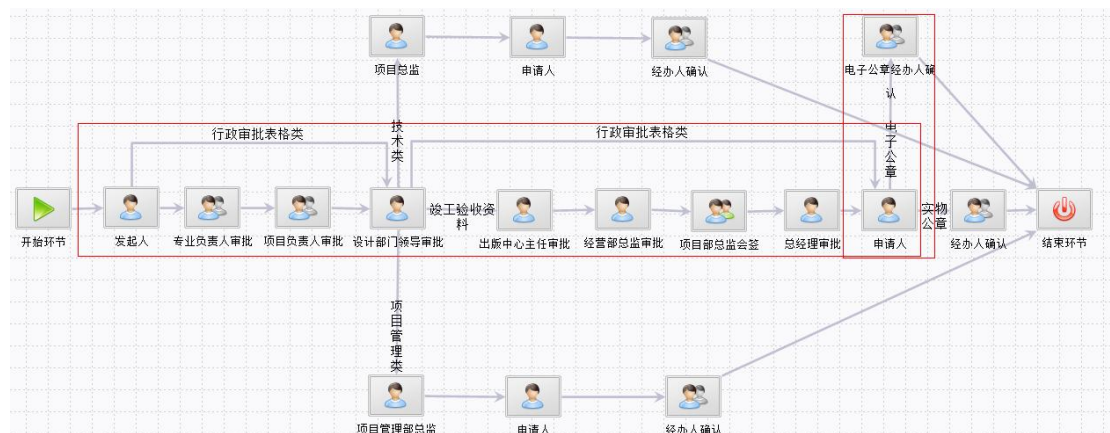 项目总监
申请人
经办人确认
电子公章经办人确
认
行政审批表格类
技术类
行政审批表格类
电子公章
开始环节
发起人
专业负责人审批
项目负责人审批
设计部门领导审批
竣工验收资
料
出版中心主任审批
经营部总监审批
项目部总监会签
总经理审批
申请人
实物
公章
经办人确认
结束环节
项目管理类
项目管理部总监
申请人
经办人确认